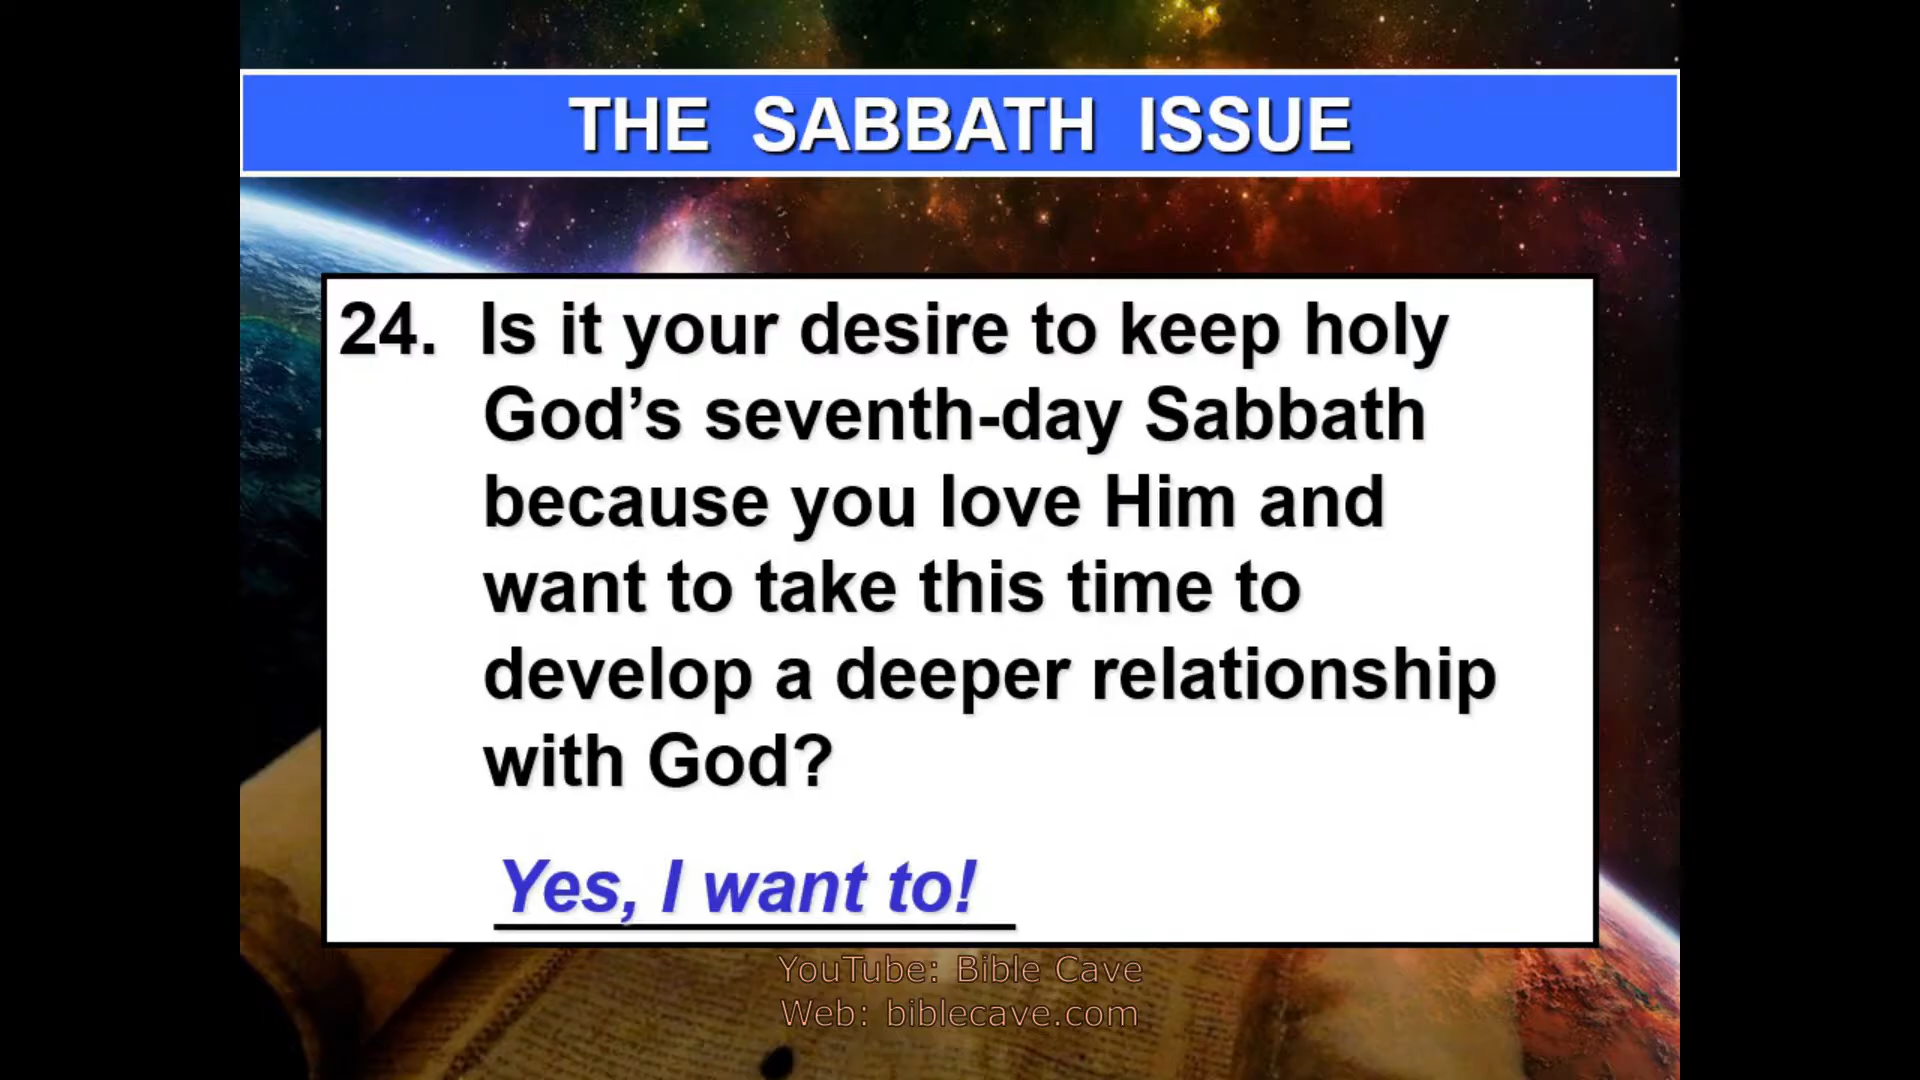 THE SABBATH ISSUE
24. Is it your desire to keep holy
God’s seventh-day Sabbath
because you love Him and
want to take this time to
develop a deeper relationship
with God?
Yes, I want to!
YouTube: Bible Cave
Web: biblecave.com